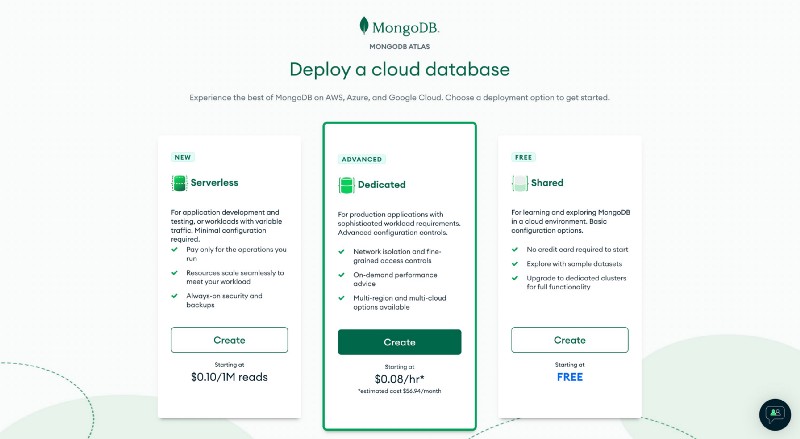 MongoDB.
MONGODB ATLAS
Deploy a cloud database
Experience the best of MongoDB on AWS, Azure, and Google Cloud. Choose a deployment option to get started.
NEW
Serverless
For application development and
testing, or workloads with variable
traffic. Minimal configuration
required.
Pay only for the operations you
run
Resources scale seamlessly to
meet your workload
Always-on security and
backups
Create
Starting at
$0.10/1M reads
ADVANCED
Dedicated
For production applications with
sophisticated workload requirements.
Advanced configuration controls.
Network isolation and fine-
grained access controls
On-demand performance
advice
Multi-region and multi-cloud
options available
Create
Starting at
$0.08/hr*
*estimated cost $56.94/month
FREE
Shared
For learning and exploring MongoDB
in a cloud environment. Basic
configuration options.
No credit card required to start
Explore with sample datasets
Upgrade to dedicated clusters
for full functionality
Create
Starting at
FREE